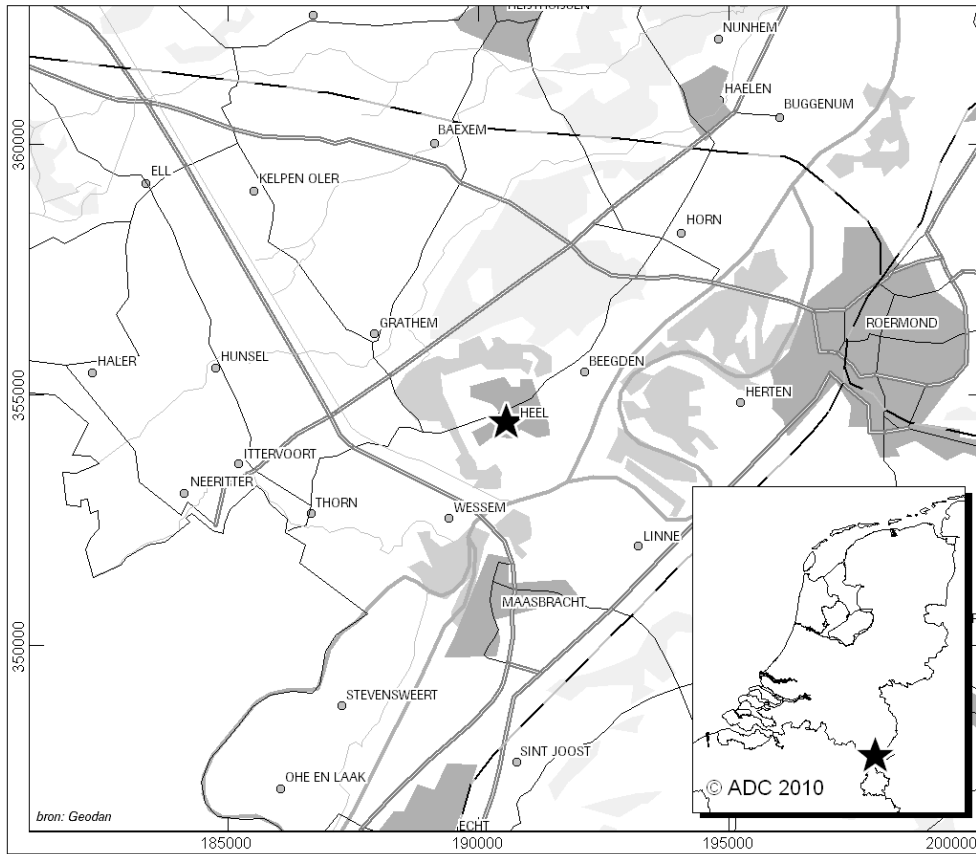 HEIJTHUIJSEN
NUNHEM
HAELEN
BUGGENUM
360000
BAEXEM
ELL
KELPEN OLER
HORN
GRATHEM
ROERMOND
HALER
HUNSEL
BEEGDEN
355000
HERTEN
HEEL
ITTERVOORT
NEERITTER
THORN
WESSEM
LINNE
MAASBRACHT
350000
STEVENSWEERT
SINT JOOST
OHE EN LAAK
© ADC 2010
bron: Geodan
ECHT
185000
190000
195000
200000